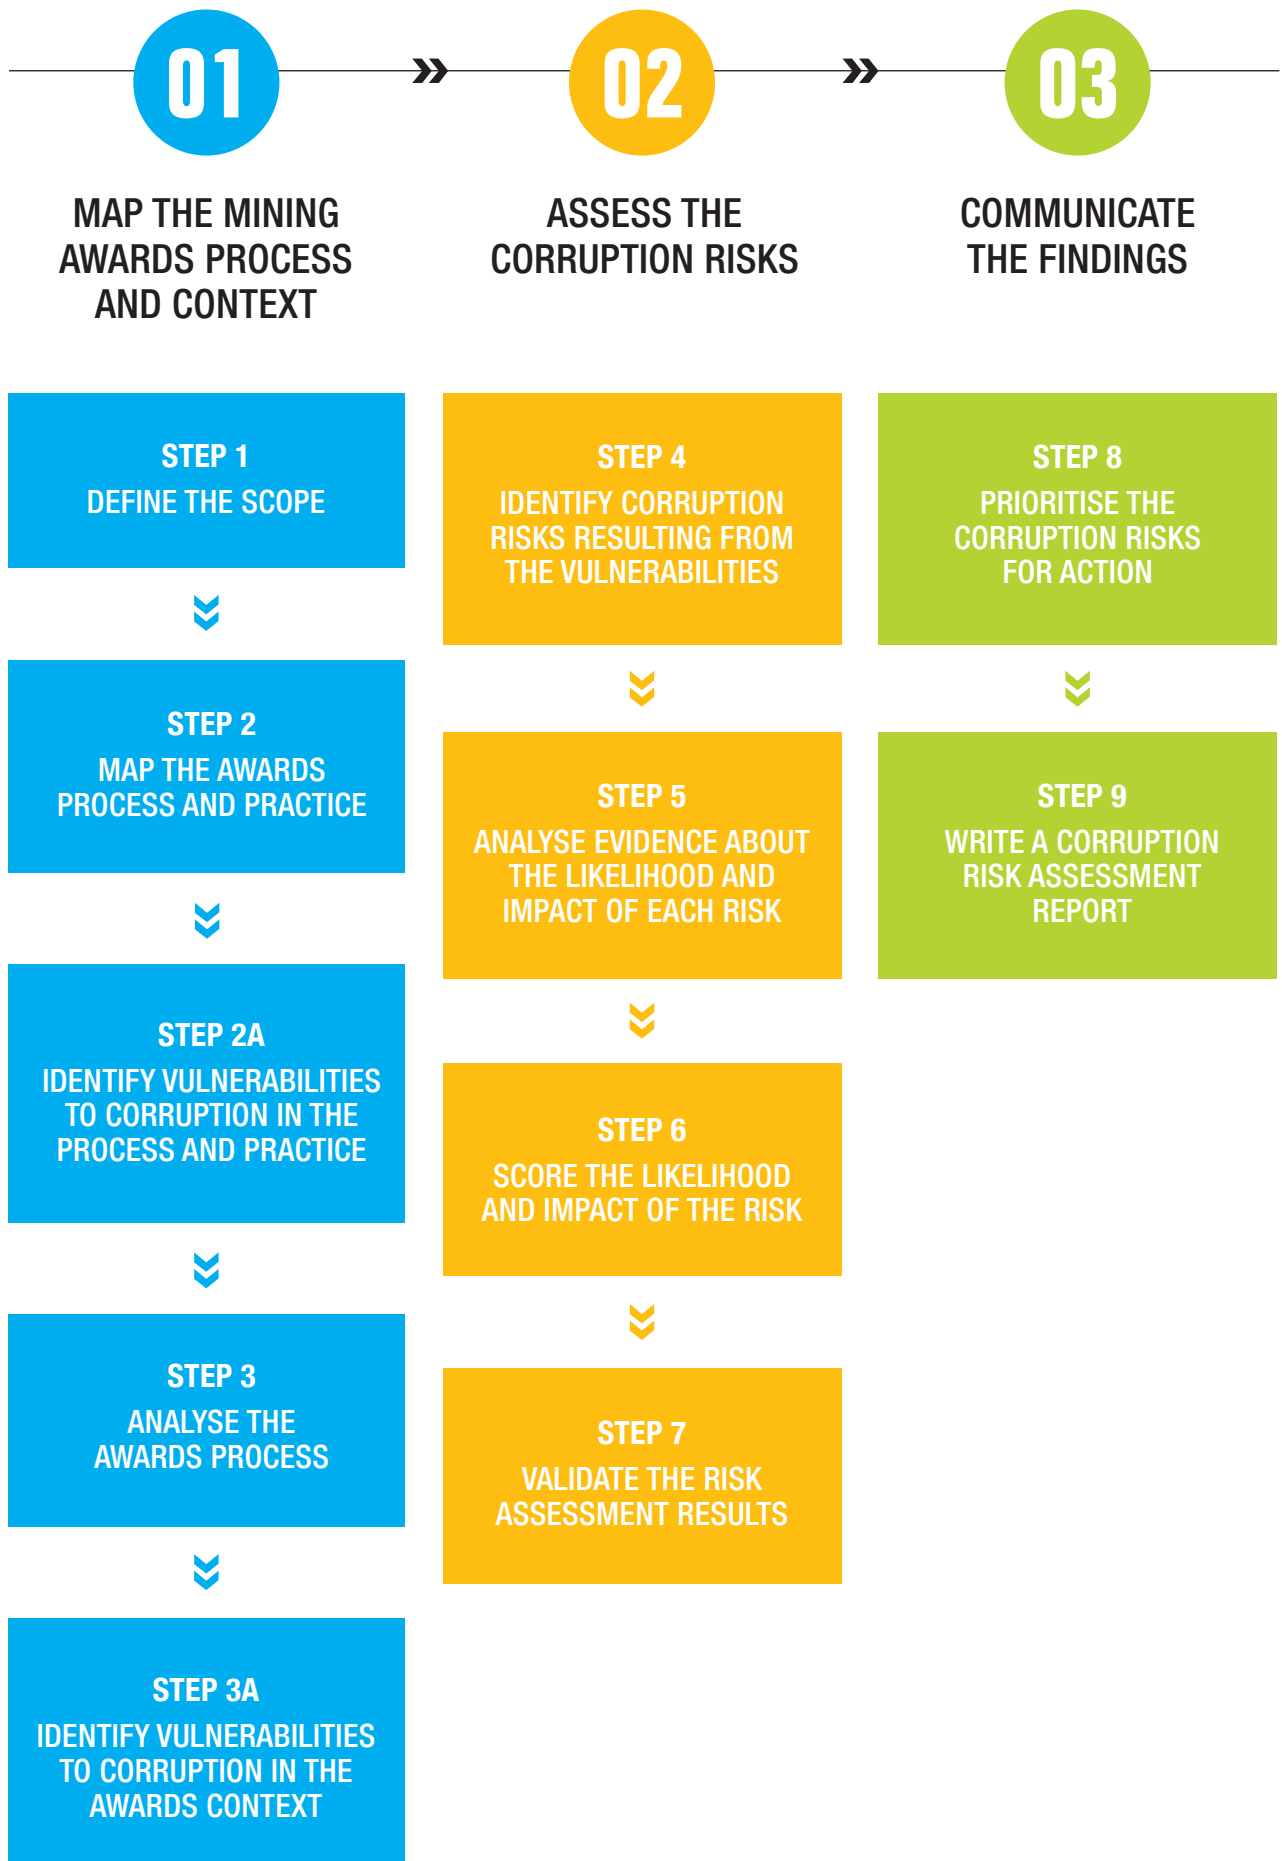 01
MAP THE MINING
AWARDS PROCESS
AND CONTEXT
STEP 1
DEFINE THE SCOPE
STEP 2
MAP THE AWARDS
PROCESS AND PRACTICE
STEP 2A
IDENTIFY VULNERABILITIES
TO CORRUPTION IN THE
PROCESS AND PRACTICE
STEP 3
ANALYSE THE
AWARDS PROCESS
STEP 3A
IDENTIFY VULNERABILITIES
TO CORRUPTION IN THE
AWARDS CONTEXT
02
ASSESS THE
CORRUPTION RISKS
STEP 4
IDENTIFY CORRUPTION
RISKS RESULTING FROM
THE VULNERABILITIES
STEP 5
ANALYSE EVIDENCE ABOUT
THE LIKELIHOOD AND
IMPACT OF EACH RISK
STEP 6
SCORE THE LIKELIHOOD
AND IMPACT OF THE RISK
STEP 7
VALIDATE THE RISK
ASSESSMENT RESULTS
03
COMMUNICATE
THE FINDINGS
STEP 8
PRIORITISE THE
CORRUPTION RISKS
FOR ACTION
STEP 9
WRITE A CORRUPTION
RISK ASSESSMENT
REPORT